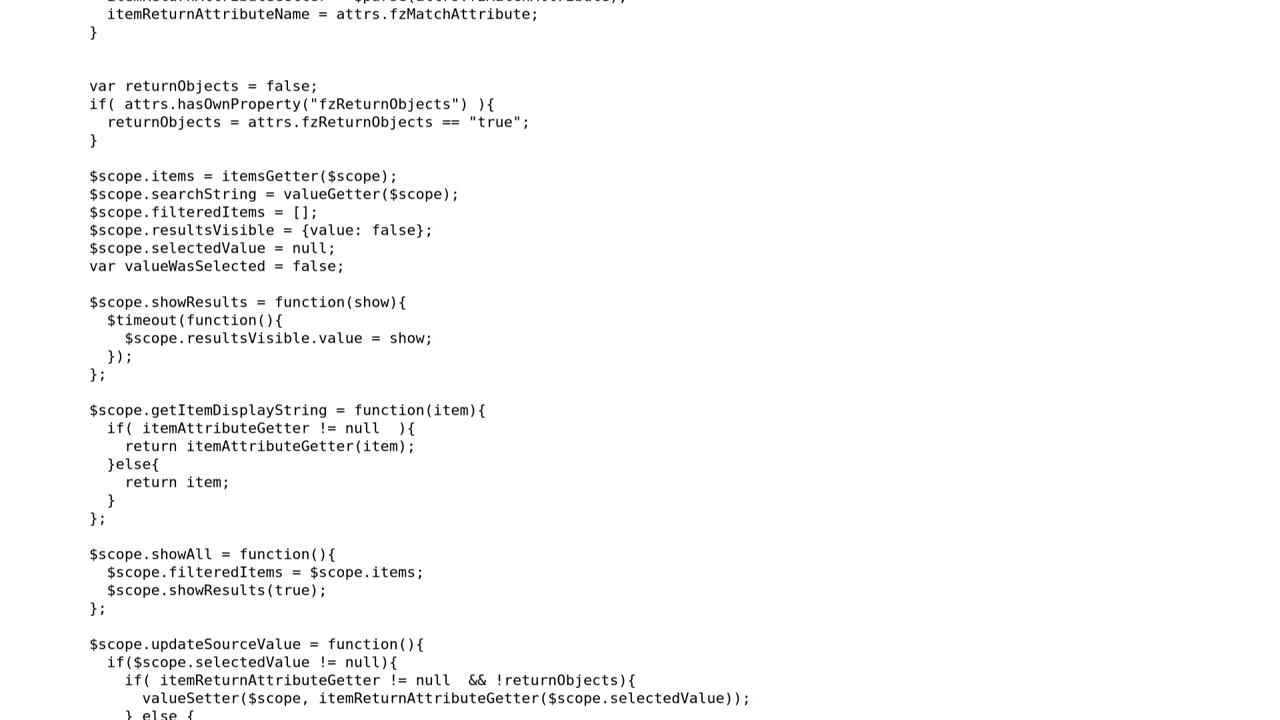 itemReturnAttributeName = attrs.fzMatchAttribute;
}
var returnObjects = false;
if( attrs.hasOwnProperty("fzReturnObjects") ){
returnObjects = attrs.fzReturnObjects == "true";
}
$scope.items = itemsGetter($scope);
$scope.searchString = valueGetter($scope);
$scope.filteredItems = [];
$scope.resultsVisible = {value: false};
$scope.selectedValue = null;
var valueWasSelected = false;
$scope.showResults = function(show){
$timeout(function(){
$scope.resultsVisible.value = show;
});
};
$scope.getItemDisplayString = function(item){
if( itemAttributeGetter != null  ){
return itemAttributeGetter(item);
}else{
return item;
}
};
$scope.showAll = function(){
$scope.filteredItems = $scope.items;
$scope.showResults(true);
};
$scope.updateSourceValue = function(){
if($scope.selectedValue != null){
if( itemReturnAttributeGetter != null  && !returnObjects){
valueSetter($scope, itemReturnAttributeGetter($scope.selectedValue));
} else {